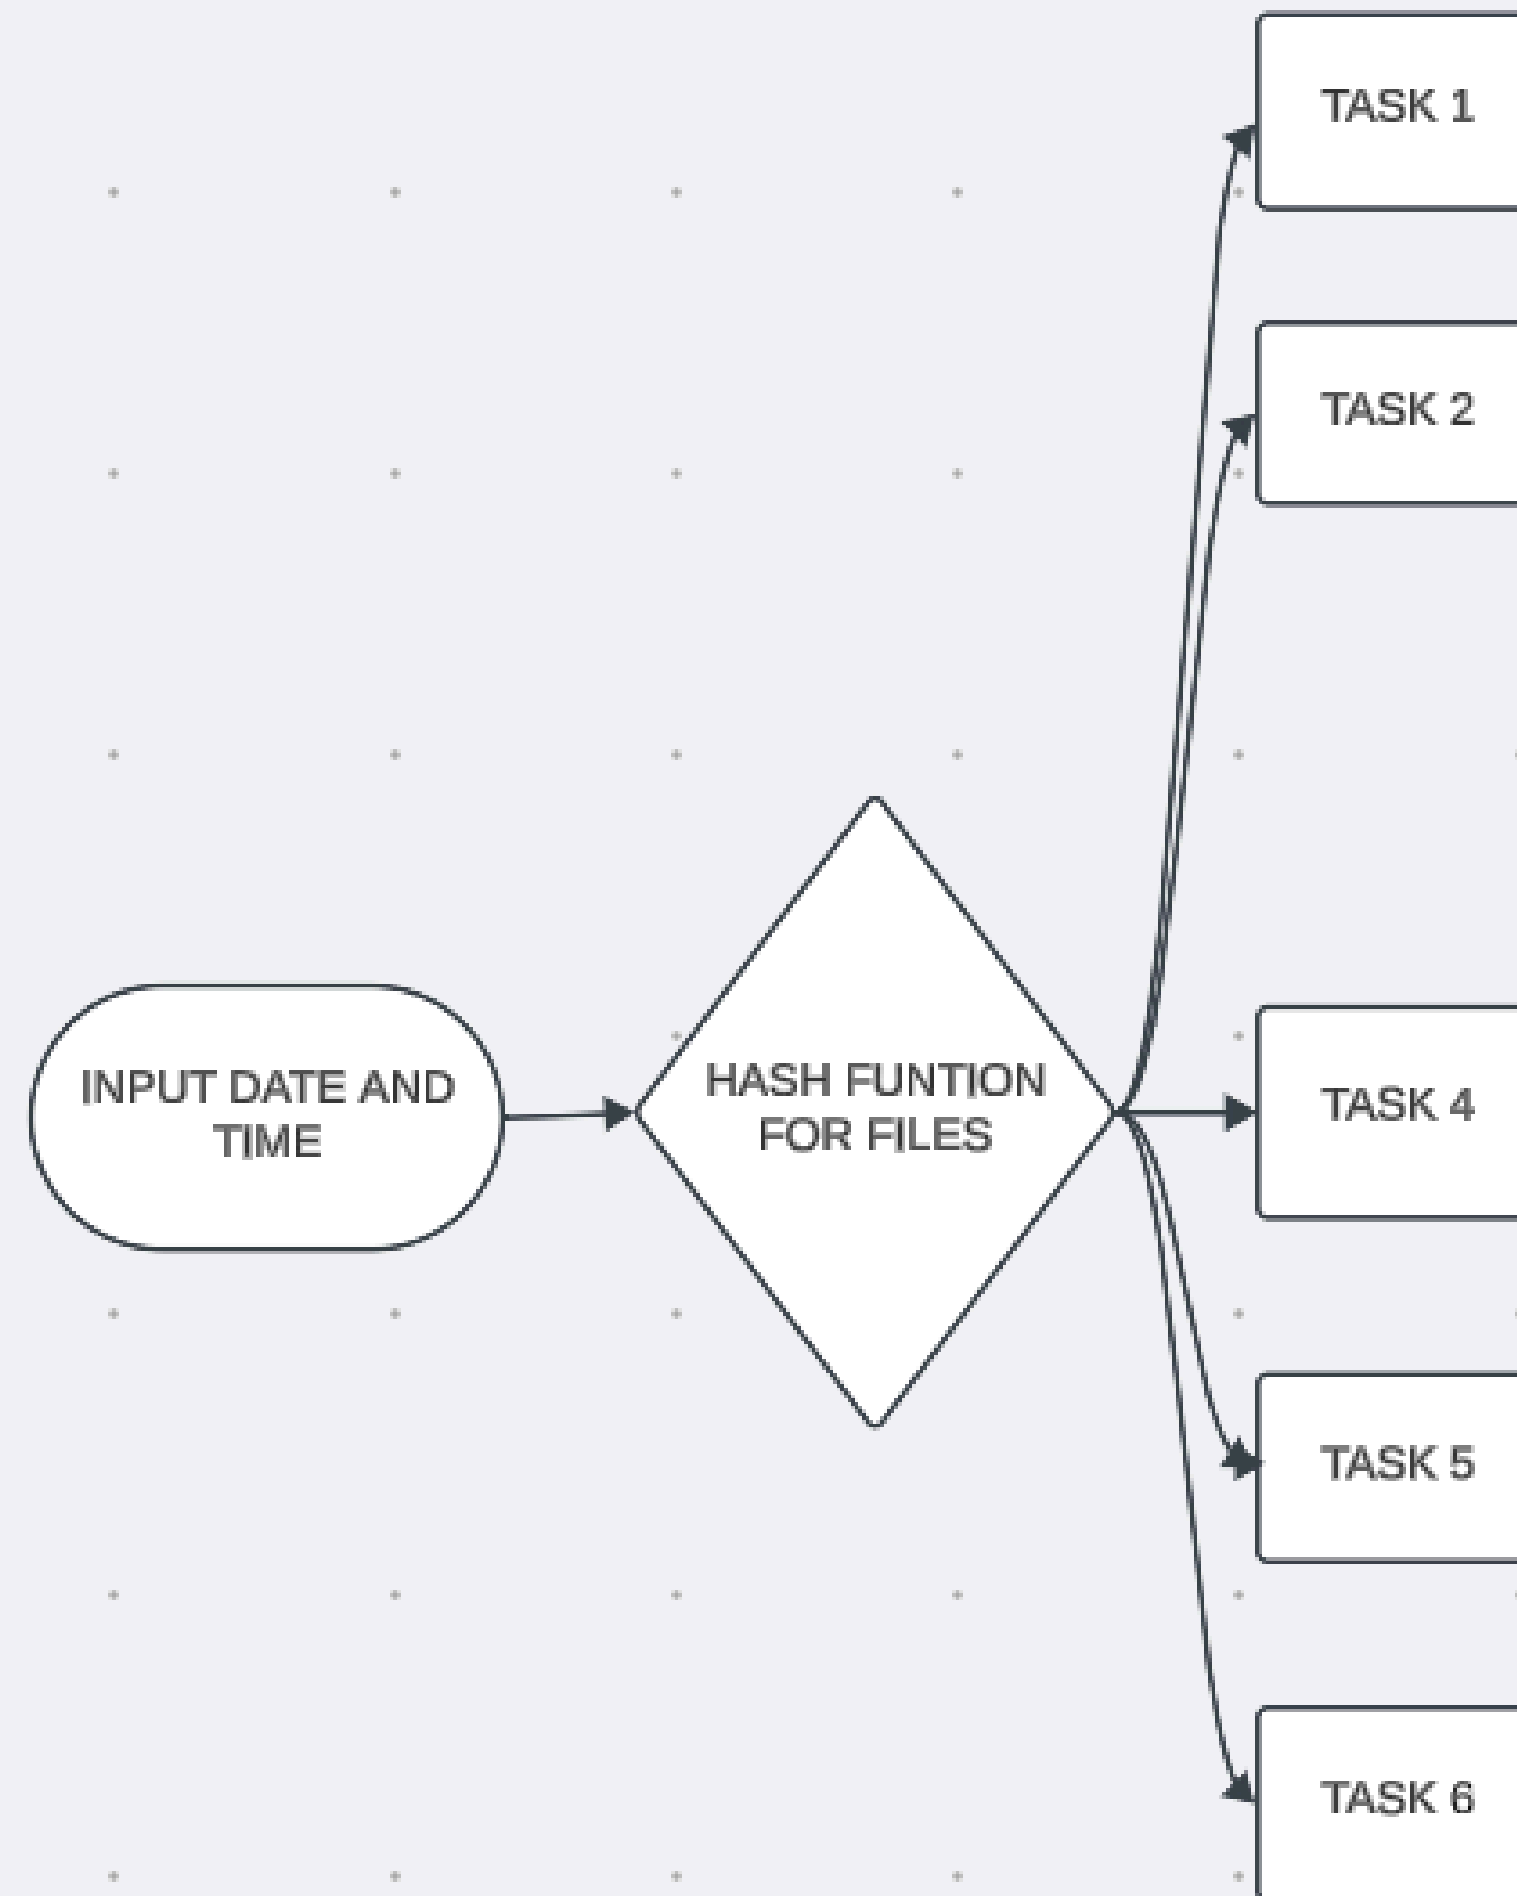 TASK 1
TASK 2
INPUT DATE AND
TIME
HASH FUNTION
FOR FILES
TASK 4
TASK 5
TASK 6